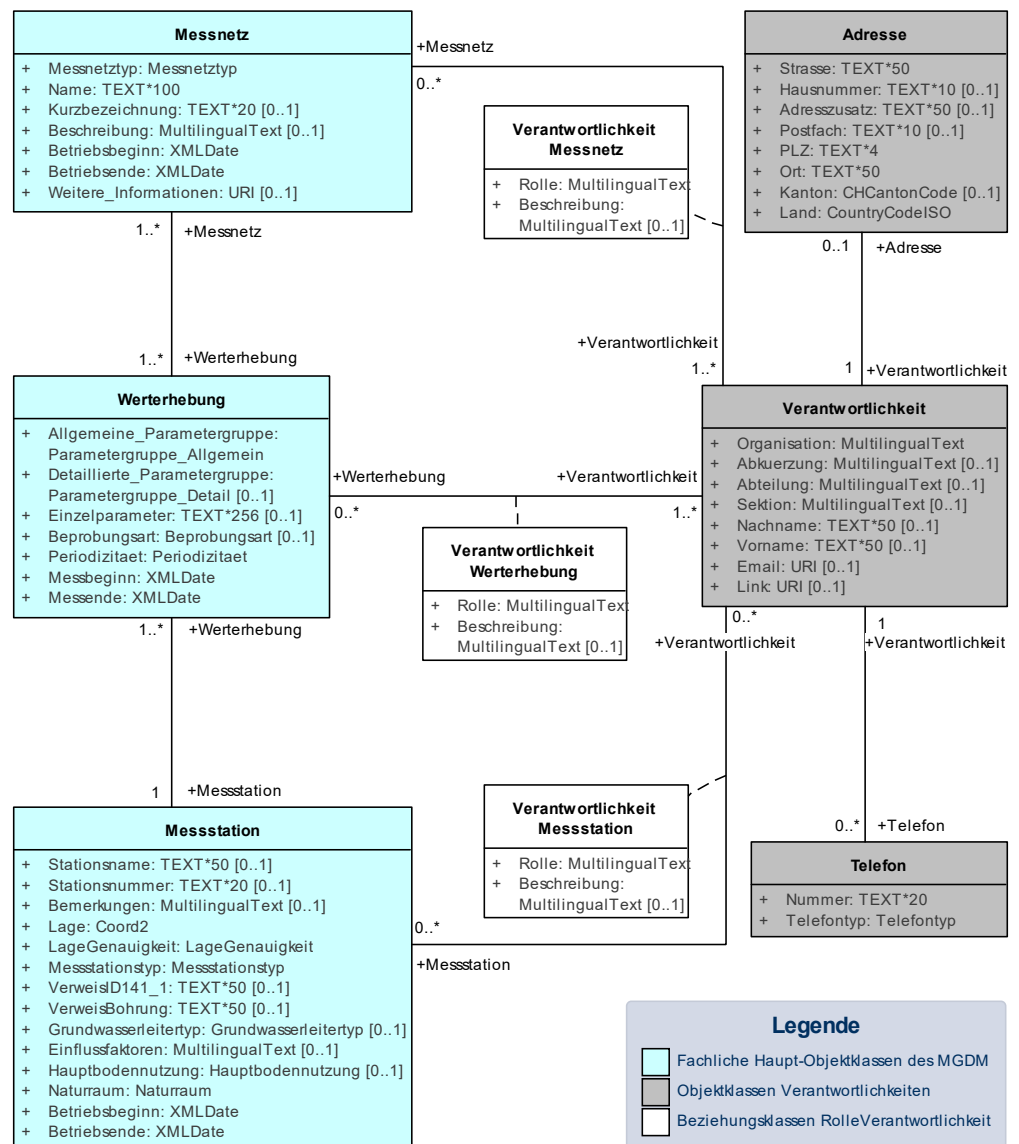 Messnetz
+ Messnetztyp: Messnetztyp
+ Name: TEXT*100
+ Kurzbezeichnung: TEXT*20 [0..1]
+ Beschreibung: MultilingualText [0..1]
+ Betriebsbeginn: XMLDate
+ Betriebsende: XMLDate
+ Weitere_Informationen: URI [0..1]
+Messnetz
0..*
Verantwortlichkeit
Messnetz
+ Rolle: MultilingualText
+ Beschreibung:
MultilingualText [0..1]
Adresse
+ Strasse: TEXT*50
+ Hausnummer: TEXT*10 [0..1]
+ Adresszusatz: TEXT*50 [0..1]
+ Postfach: TEXT*10 [0..1]
+ PLZ: TEXT*4
+ Ort: TEXT*50
+ Kanton: CHCantonCode [0..1]
+ Land: CountryCodeISO
1..* +Messnetz
0..1 +Adresse
+Verantwortlichkeit
1..*
1 +Verantwortlichkeit
1..* +Werterhebung
Werterhebung
+ Allgemeine_Parametergruppe:
Parametergruppe_Allgemein
+ Detaillierte_Parametergruppe:
Parametergruppe_Detail [0..1]
+ Einzelparameter: TEXT*256 [0..1]
+ Beprobungsart: Beprobungsart [0..1]
+ Periodizitaet: Periodizitaet
+ Messbeginn: XMLDate
+ Messende: XMLDate
+Werterhebung
0..*
+Verantwortlichkeit
1..*
Verantwortlichkeit
Werterhebung
+ Rolle: MultilingualText
+ Beschreibung:
MultilingualText [0..1]
Verantwortlichkeit
+ Organisation: MultilingualText
+ Abkuerzung: MultilingualText [0..1]
+ Abteilung: MultilingualText [0..1]
+ Sektion: MultilingualText [0..1]
+ Nachname: TEXT*50 [0..1]
+ Vorname: TEXT*50 [0..1]
+ Email: URI [0..1]
+ Link: URI [0..1]
1..* +Werterhebung
0..*
+Verantwortlichkeit
1
+Verantwortlichkeit
1 +Messstation
Messstation
+ Stationsname: TEXT*50 [0..1]
+ Stationsnummer: TEXT*20 [0..1]
+ Bemerkungen: MultilingualText [0..1]
+ Lage: Coord2
+ LageGenauigkeit: LageGenauigkeit
+ Messstationstyp: Messstationstyp
+ VerweisID141_1: TEXT*50 [0..1]
+ VerweisBohrung: TEXT*50 [0..1]
+ Grundwasserleitertyp: Grundwasserleitertyp [0..1]
+ Einflussfaktoren: MultilingualText [0..1]
+ Hauptbodennutzung: Hauptbodennutzung [0..1]
+ Naturraum: Naturraum
+ Betriebsbeginn: XMLDate
+ Betriebsende: XMLDate
Verantwortlichkeit
Messstation
+ Rolle: MultilingualText
+ Beschreibung:
MultilingualText [0..1]
0..*
+Messstation
0..* +Telefon
Telefon
+ Nummer: TEXT*20
+ Telefontyp: Telefontyp
Legende
Fachliche Haupt-Objektklassen des MGDM
Objektklassen Verantwortlichkeiten
Beziehungsklassen RolleVerantwortlichkeit